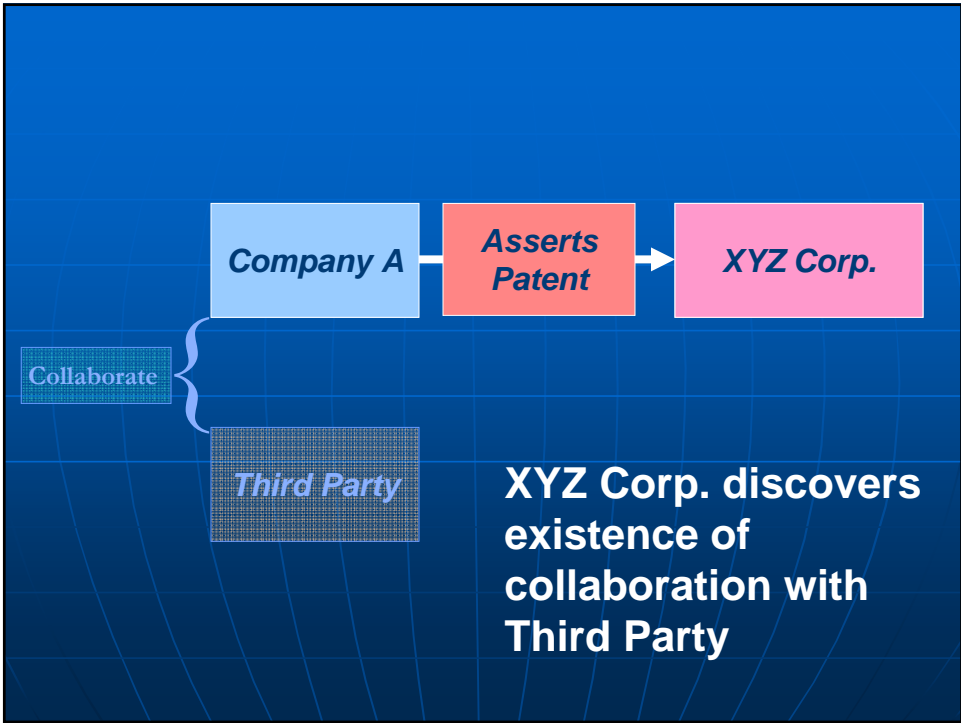 Company A
Asserts
Patent
XYZ Corp.
Collaborate
Third Party
XYZ Corp. discovers
existence of
collaboration with
Third Party